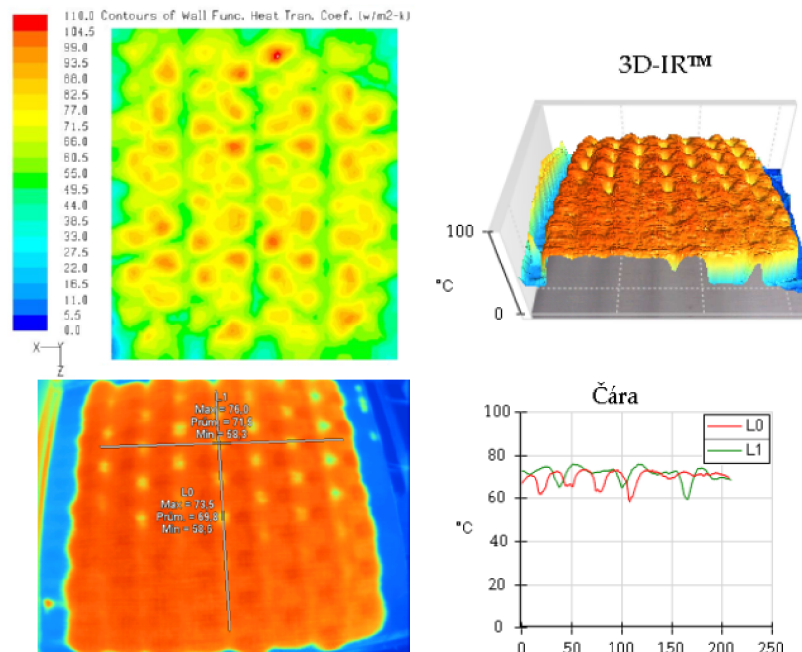 110.0 Contours of Wall Func. Heat Tran. Coef. (w/m2-k)
104.5
99.0
93.5
88.0
82.5
77.0
71.5
66.0
60.5
55.0
49.5
44.0
38.5
33.0
27.5
22.0
16.5
11.0
5.5
0.0
X Y
Z
3D-IR™
100
°C
0
L1
Max = 76,0
Prům. = 71,5
Min = 58,3
L0
Max = 73,5
Prům. = 69,8
Min = 58,6
Čára
100
80
60
40
20
0
°C
L0
L1
0 50 100 150 200 250